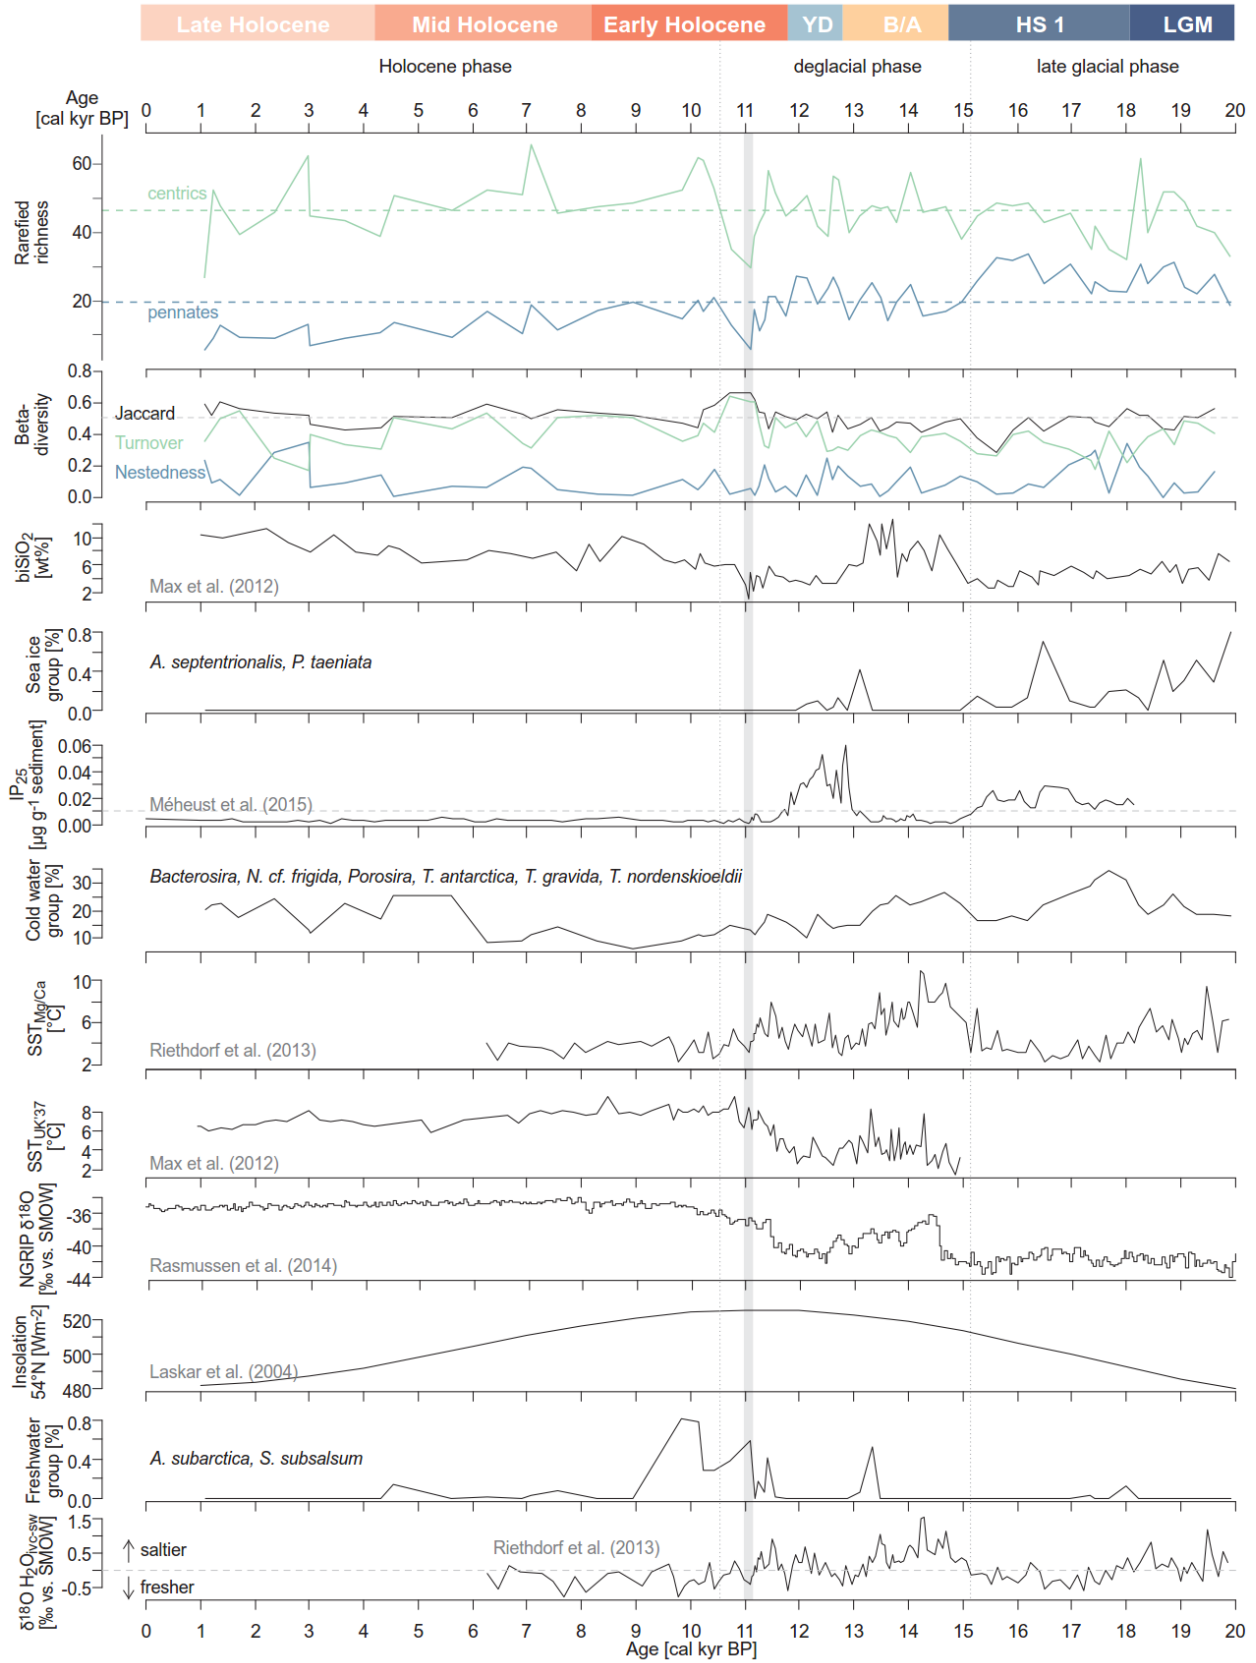 Late Holocene Mid Holocene Early Holocene YD B/A HS 1 LGM
Holocene phase deglacial phase late glacial phase
Age
[cal kyr BP]
0 1 2 3 4 5 6 7 8 9 10 11 12 13 14 15 16 17 18 19 20
Rarefied
richness
60
40
20
centrics
pennates
Beta-
diversity
0.8
0.6
0.4
0.2
0.0
Jaccard
Turnover
Nestedness
biSiO2
[wt%]
10
6
2
Max et al. (2012)
Sea ice
group [%]
0.8
0.4
0.0
A. septentrionalis, P. taeniata
IP25
[µg g-1 sediment]
0.06
0.04
0.02
0.00
Méheust et al. (2015)
Cold water
group [%]
30
20
10
Bacterosira, N. cf. frigida, Porosira, T. antarctica, T. gravida, T. nordenskioeldii
SSTMg/Ca
[°C]
10
6
2
Riethdorf et al. (2013)
SSTUK'37
[°C]
8
6
4
2
Max et al. (2012)
NGRIP δ18O
[‰ vs. SMOW]
-36
-40
-44
Rasmussen et al. (2014)
Insolation
54°N [Wm-2]
520
500
480
Laskar et al. (2004)
Freshwater
group [%]
0.8
0.4
0.0
A. subarctica, S. subsalsum
δ18O H2Oivc-sw
[‰ vs. SMOW]
1.5
0.5
-0.5
↑ saltier
↓ fresher
Riethdorf et al. (2013)
0 1 2 3 4 5 6 7 8 9 10 11 12 13 14 15 16 17 18 19 20
Age [cal kyr BP]